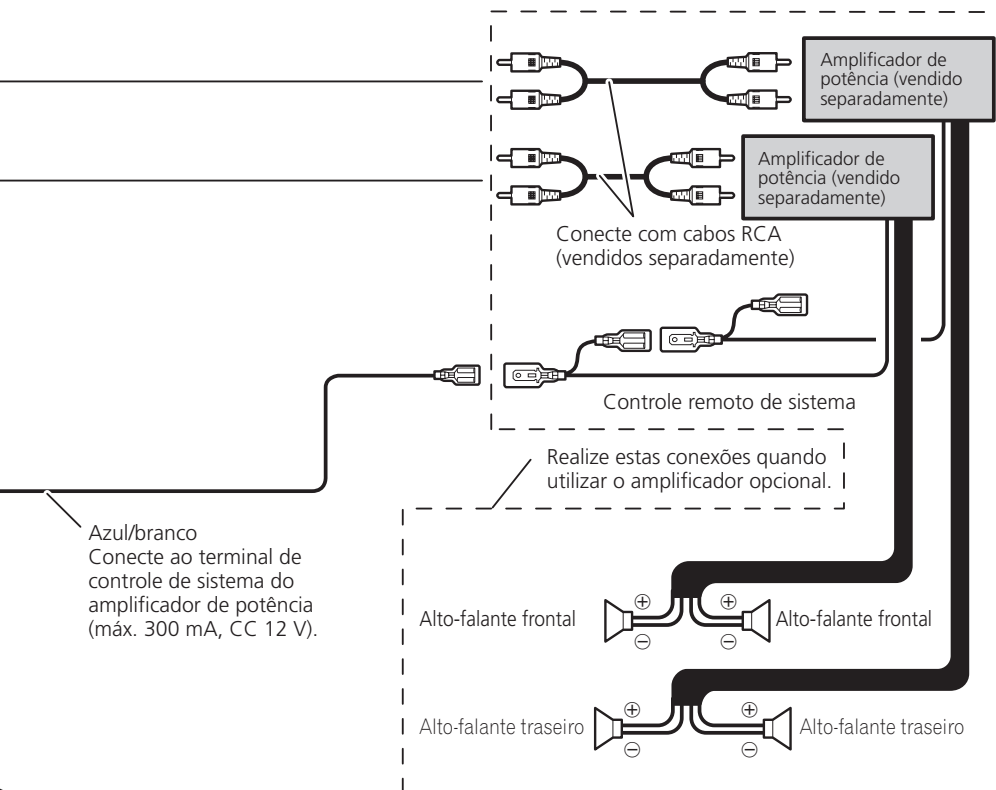 Amplificador de
potência (vendido
separadamente)
Amplificador de
potência (vendido
separadamente)
Conecte com cabos RCA
(vendidos separadamente)
Controle remoto de sistema
Realize estas conexões quando
utilizar o amplificador opcional.
Azul/branco
Conecte ao terminal de
controle de sistema do
amplificador de potência
(máx. 300 mA, CC 12 V).
Alto-falante frontal
⊕
⊖
⊕
⊖
Alto-falante frontal
Alto-falante traseiro
⊕
⊖
⊕
⊖
Alto-falante traseiro